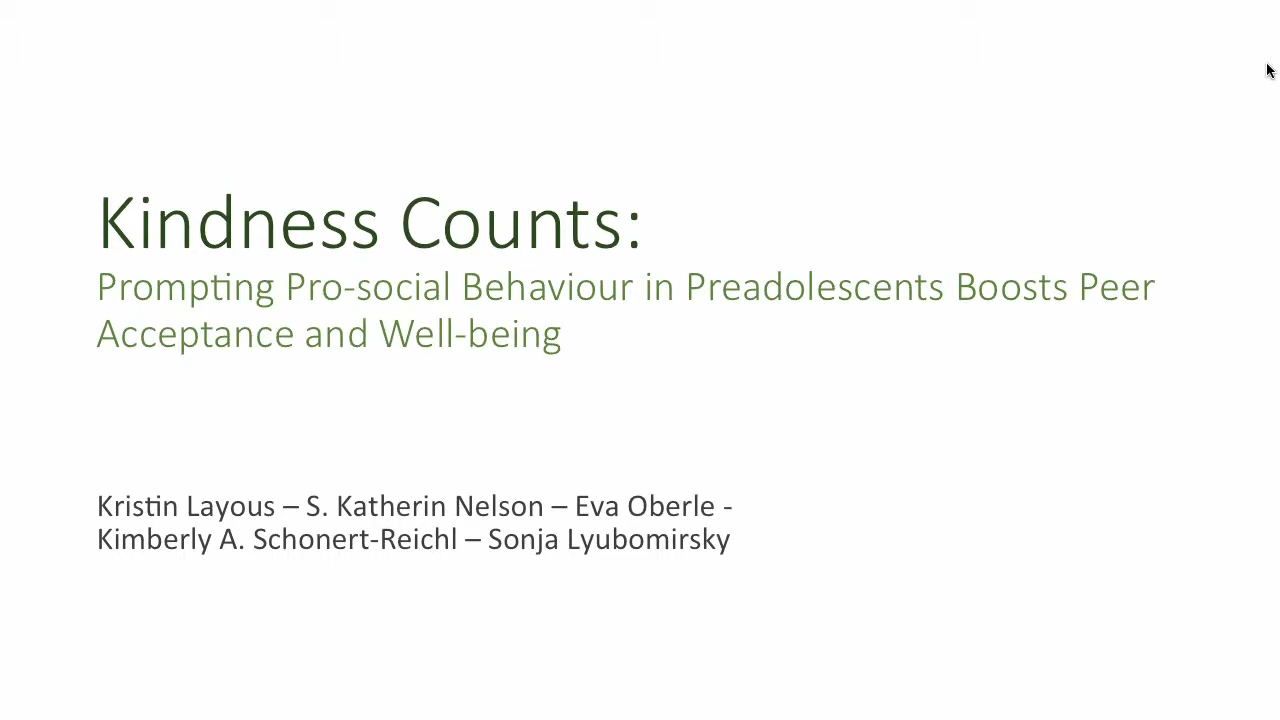 Kindness Counts:
Prompting Pro-social Behaviour in Preadolescents Boosts Peer
Acceptance and Well-being
Kristin Layous – S. Katherin Nelson – Eva Oberle -
Kimberly A. Schonert-Reichl – Sonja Lyubomirsky